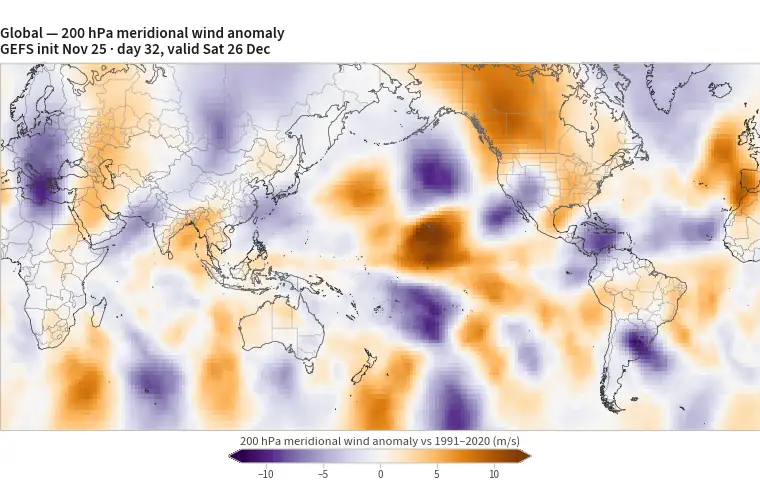 Global — 200 hPa meridional wind anomaly
GEFS init Nov 25 · day 32, valid Sat 26 Dec
200 hPa meridional wind anomaly vs 1991–2020 (m/s)
−10 −5 0 5 10